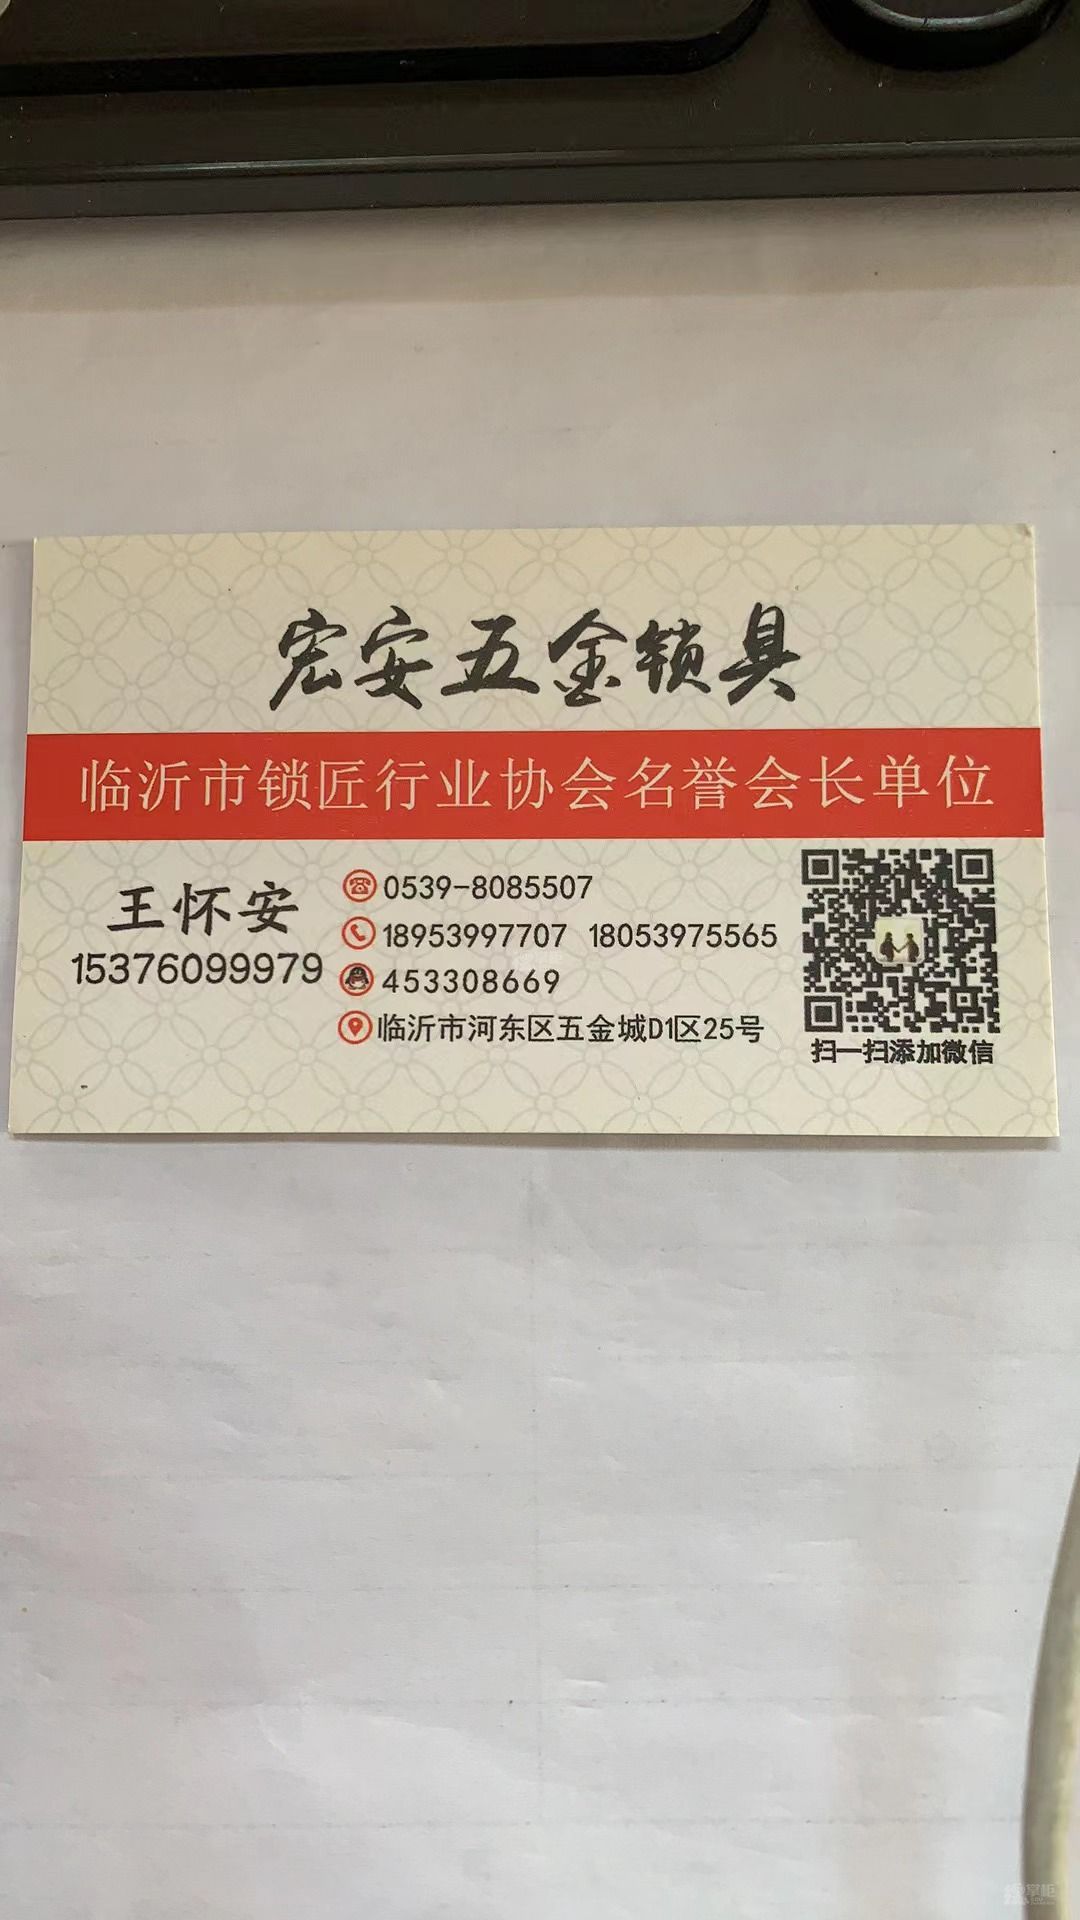 宏安五金锁具
临沂市锁匠行业协会名誉会长单位
王怀安
15376099979
0539-8085507
18953997707 18053975565
453308669
临沂市河东区五金城D1区25号
扫一扫添加微信